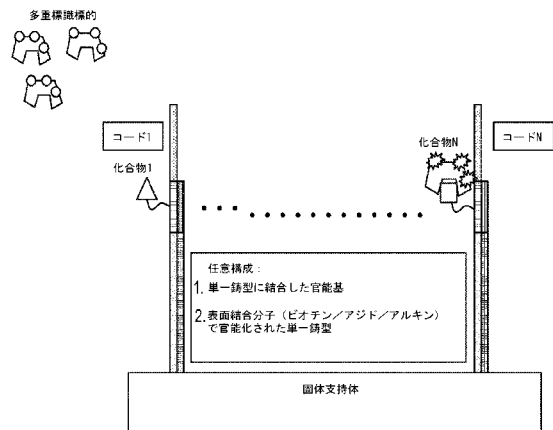 多重標識標的
コード1
コードN
化合物1
化合物N
任意構成:
1. 単一鋳型に結合した官能基
2. 表面結合分子(ビオチン/アジド/アルキン)
で官能化された単一鋳型
固体支持体